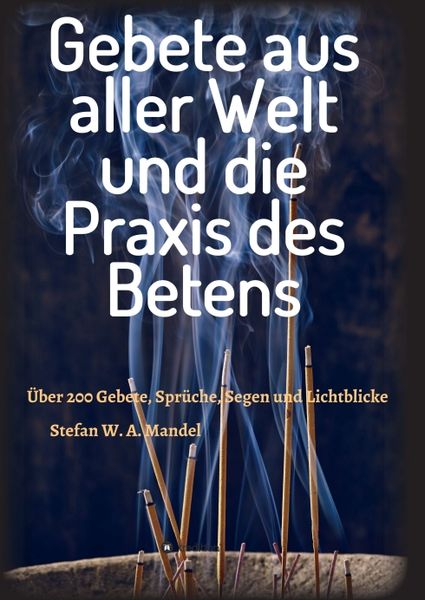 Gebete aus
aller Welt
und die
Praxis des
Betens
Über 200 Gebete, Sprüche, Segen und Lichtblicke
Stefan W. A. Mandel